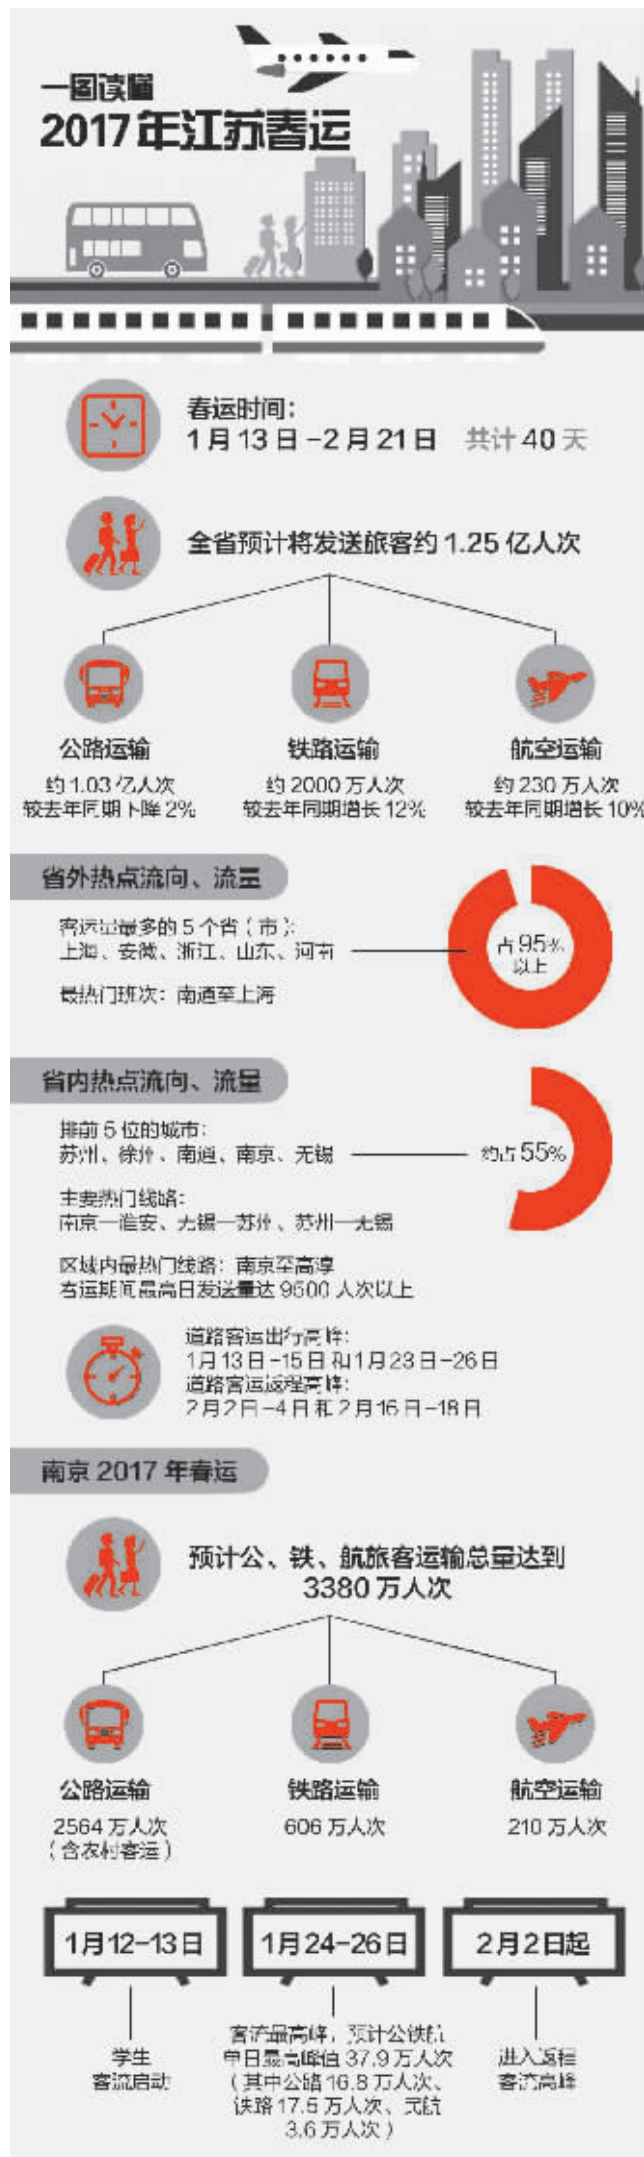 一图读懂
2017年江苏春运
春运时间：
1月13日-2月21日 共计40天
全省预计将发送旅客约1.25亿人次
公路运输
约1.03亿人次
较去年同期下降2%
铁路运输
约2000万人次
较去年同期增长12%
航空运输
约230万人次
较去年同期增长10%
省外热点流向、流量
客运量最多的5个省（市）：
上海、安徽、浙江、山东、河南
占95%
以上
最热门班次：南通至上海
省内热点流向、流量
排前5位的城市：
苏州、徐州、南通、南京、无锡
约占55%
主要热门线路：
南京—淮安、无锡—苏州、苏州—无锡
区域内最热门线路：南京至高淳
春运期间最高日发送量达9500人次以上
道路客运出行高峰：
1月13日-15日和1月23日-26日
道路客运返程高峰：
2月2日-4日和2月16日-18日
南京2017年春运
预计公、铁、航旅客运输总量达到
3380万人次
公路运输
2564万人次
（含农村客运）
铁路运输
606万人次
航空运输
210万人次
1月12-13日
学生
客流启动
1月24-26日
客流最高峰，预计公铁航
单日最高峰值37.9万人次
（其中公路16.8万人次、
铁路17.5万人次、民航
3.6万人次）
2月2日起
进入返程
客流高峰